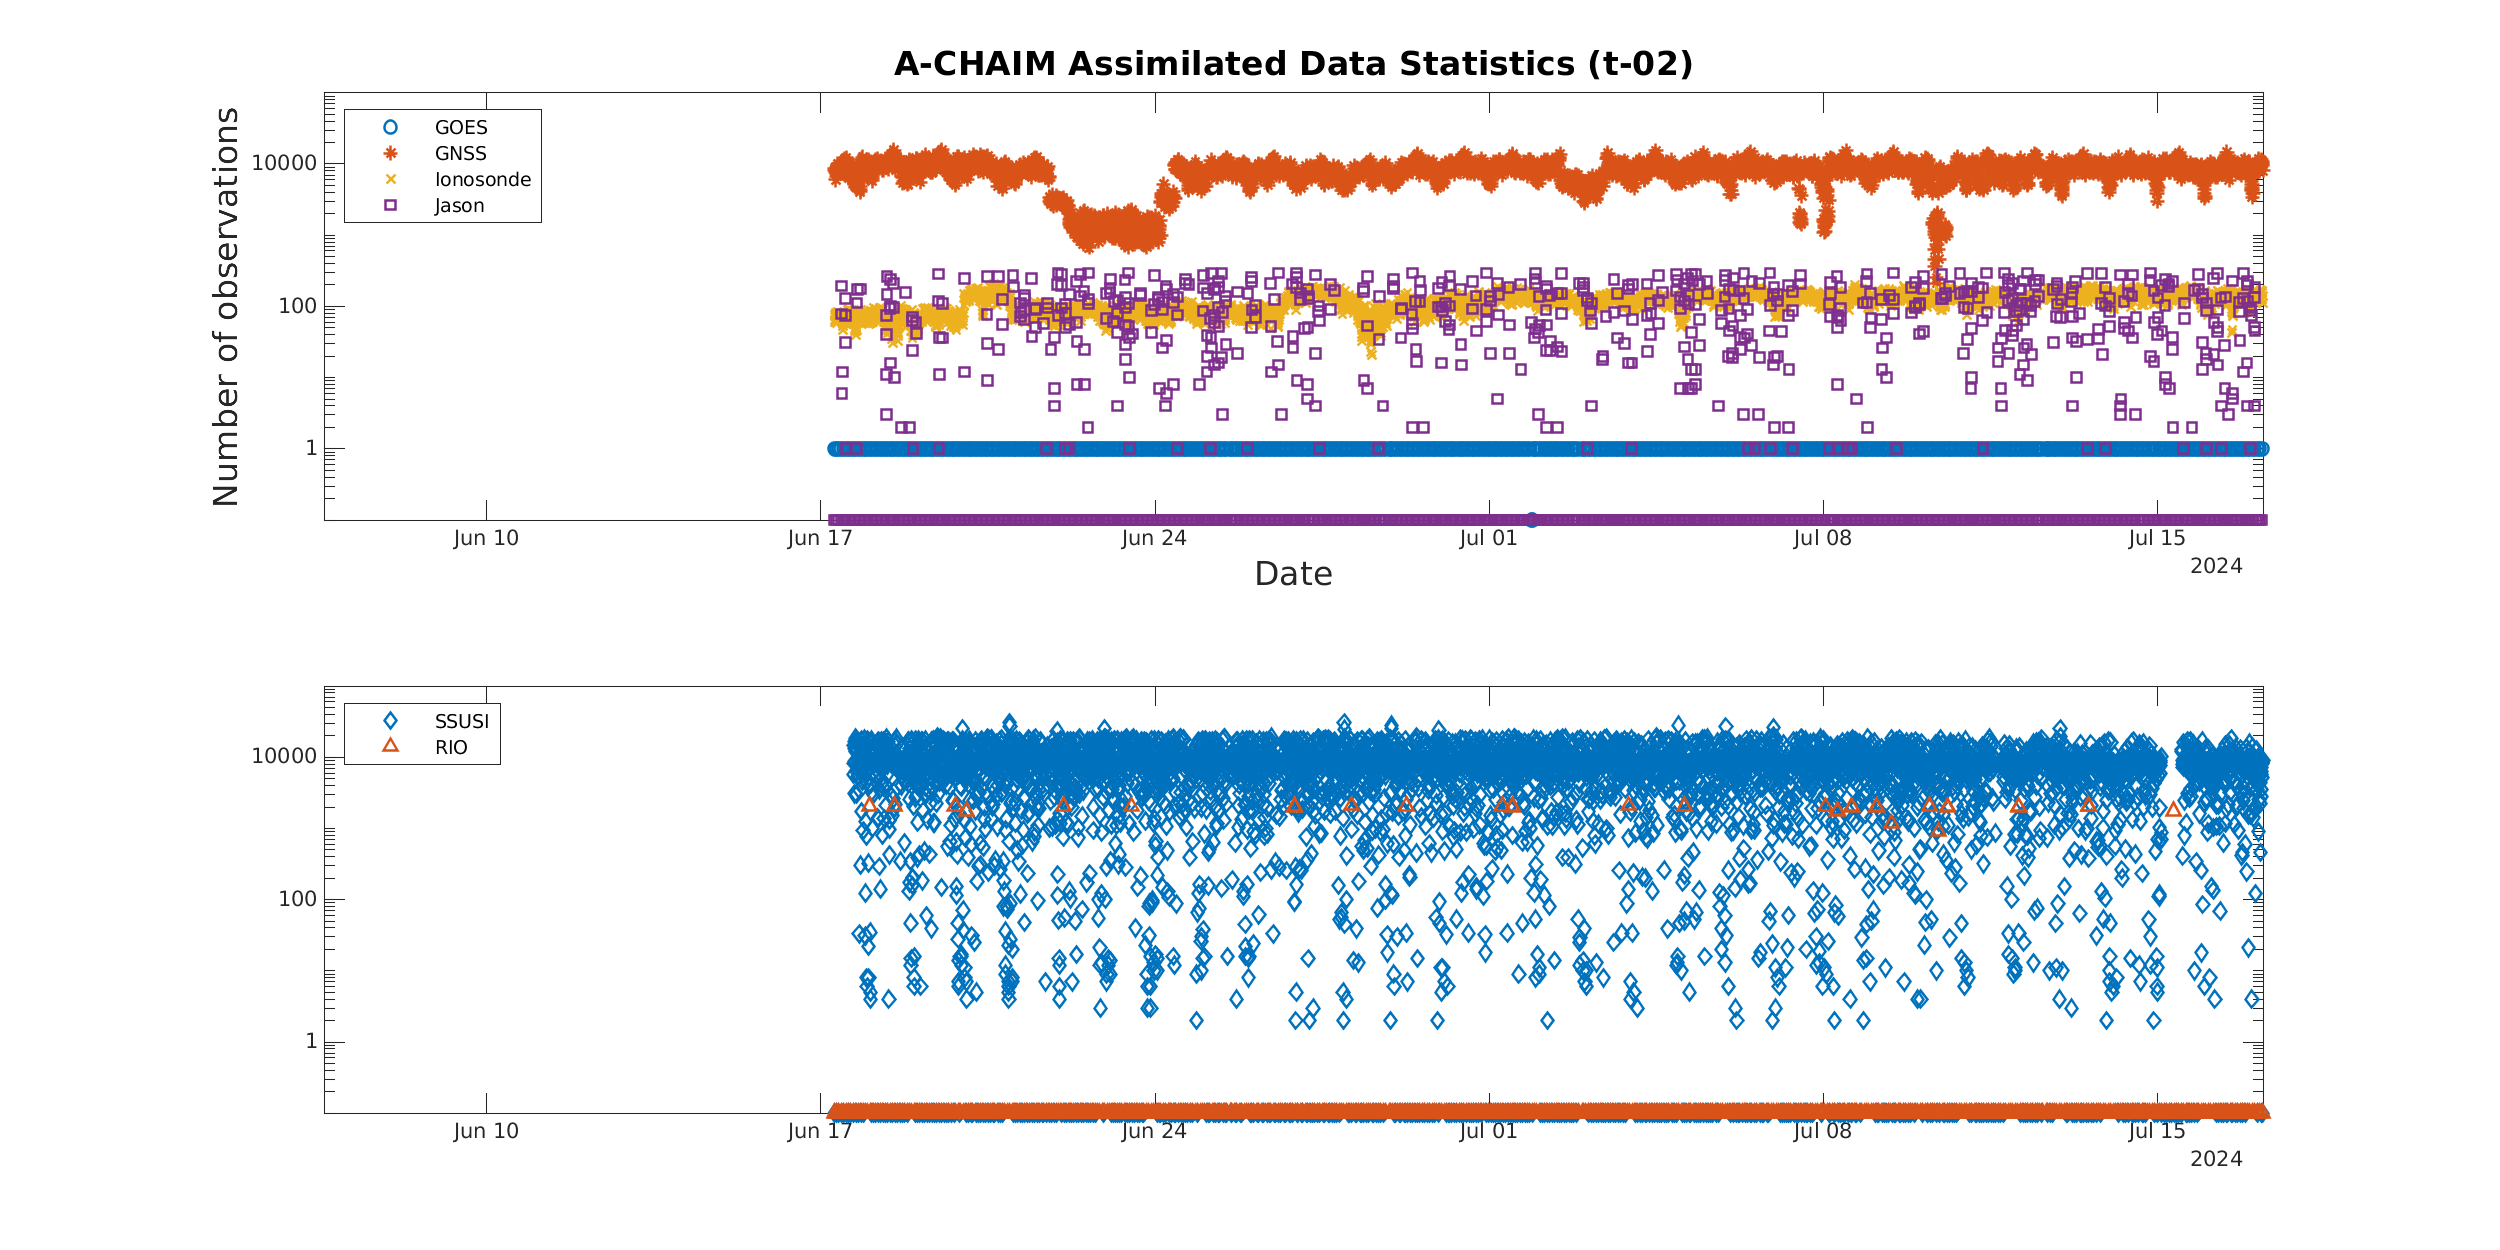 A-CHAIM Assimilated Data Statistics (t-02)
Number of observations
10000
100
1
GOES
GNSS
Ionosonde
Jason
Jun 10
Jun 17
Jun 24
Jul 01
Jul 08
Jul 15
2024
Date
10000
100
1
SSUSI
RIO
Jun 10
Jun 17
Jun 24
Jul 01
Jul 08
Jul 15
2024